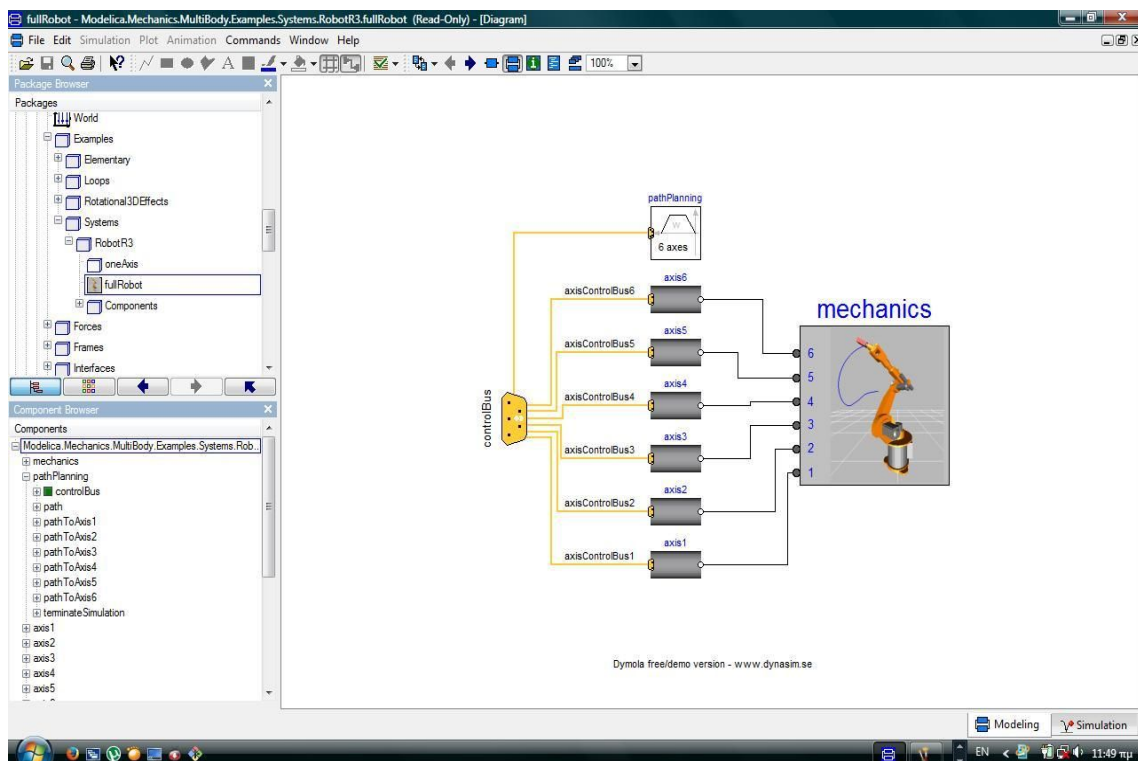 fullRobot - Modelica.Mechanics.MultiBody.Examples.Systems.RobotR3.fullRobot (Read-Only) - [Diagram]
File Edit Simulation Plot Animation Commands Window Help
100%
Package Browser
Packages
World
Examples
Elementary
Loops
Rotational3DEffects
Systems
RobotR3
oneAxis
fullRobot
Components
Forces
Frames
Interfaces
Component Browser
Components
Modelica.Mechanics.MultiBody.Examples.Systems.Rob...
mechanics
pathPlanning
controlBus
path
pathToAxis1
pathToAxis2
pathToAxis3
pathToAxis4
pathToAxis5
pathToAxis6
terminateSimulation
axis1
axis2
axis3
axis4
axis5
pathPlanning
w
6 axes
axis6
axisControlBus6
axis5
axisControlBus5
axis4
axisControlBus4
axis3
axisControlBus3
axis2
axisControlBus2
axis1
axisControlBus1
controlBus
mechanics
6
5
4
3
2
1
Dymola free/demo version - www.dynasim.se
Modeling
Simulation
EN
11:49 πμ